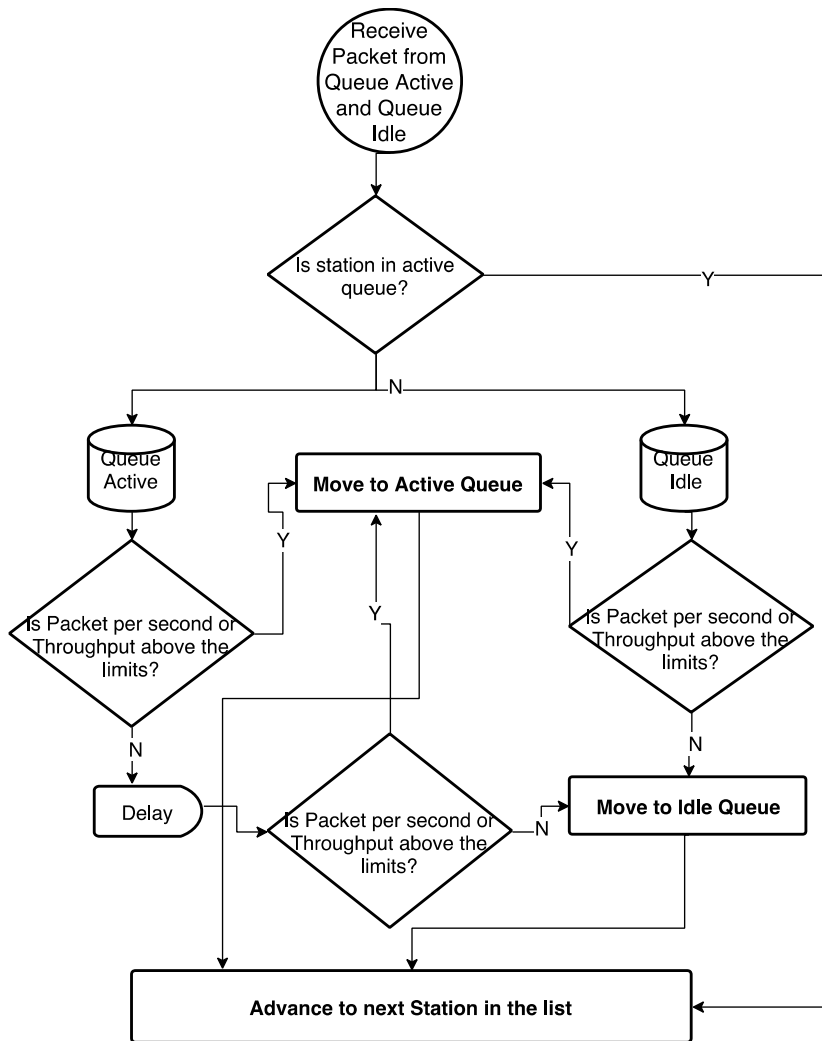 Receive
Packet from
Queue Active
and Queue
Idle
Is station in active
queue?
Y
N
Queue
Active
Queue
Idle
Move to Active Queue
Y
Y
Is Packet per second or
Throughput above the
limits?
Y
Is Packet per second or
Throughput above the
limits?
N
N
Delay
Is Packet per second or
Throughput above the
limits?
N
Move to Idle Queue
Advance to next Station in the list